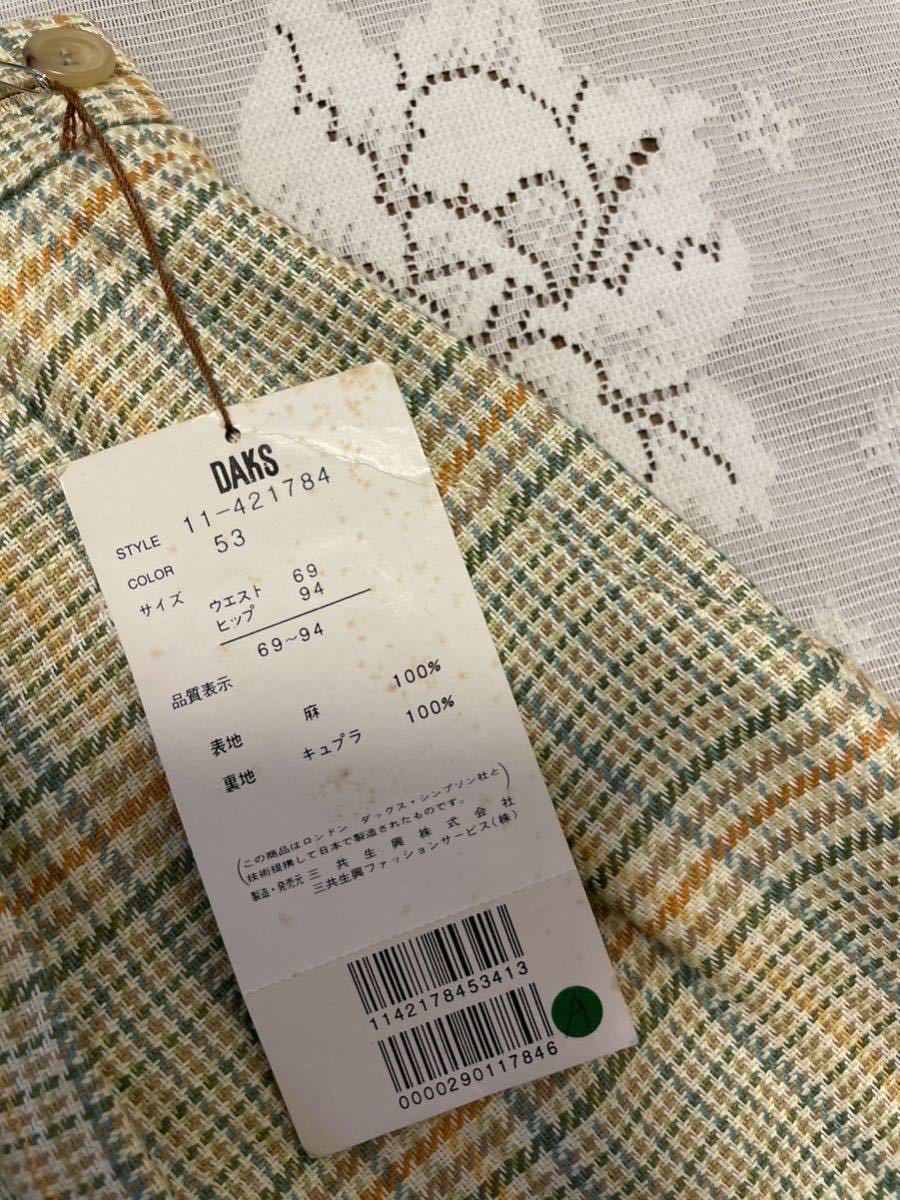 DAKS
STYLE 11-421784
COLOR 53
サイズ ウエスト 69
ヒップ 94
69~94
品質表示
表地 麻 100%
裏地 キュプラ 100%
(この商品はロンドン ダックス・シンプソン社と
技術提携して日本で製造されたものです。)
製造・発売元 三共生興株式会社
三共生興ファッションサービス(株)
1142178453413
0000290117846
A